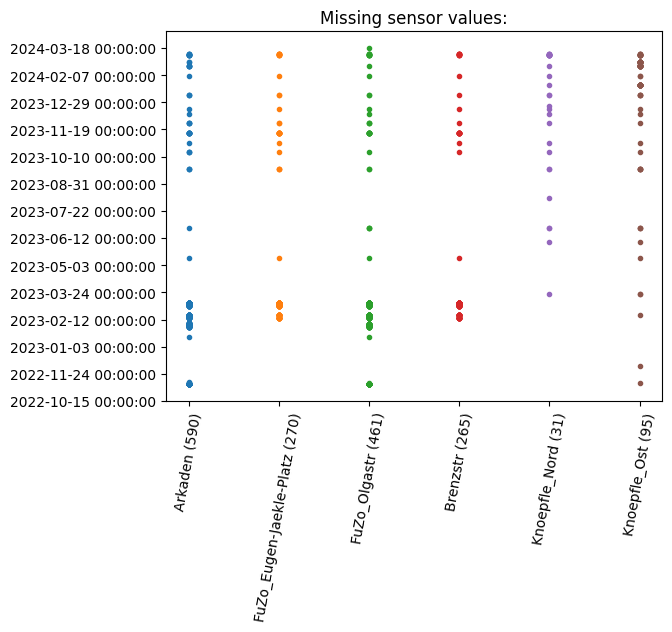 Missing sensor values:
2024-03-18 00:00:00
2024-02-07 00:00:00
2023-12-29 00:00:00
2023-11-19 00:00:00
2023-10-10 00:00:00
2023-08-31 00:00:00
2023-07-22 00:00:00
2023-06-12 00:00:00
2023-05-03 00:00:00
2023-03-24 00:00:00
2023-02-12 00:00:00
2023-01-03 00:00:00
2022-11-24 00:00:00
2022-10-15 00:00:00
Arkaden (590)
FuZo_Eugen-Jaekle-Platz (270)
FuZo_Olgastr (461)
Brenzstr (265)
Knoepfle_Nord (31)
Knoepfle_Ost (95)